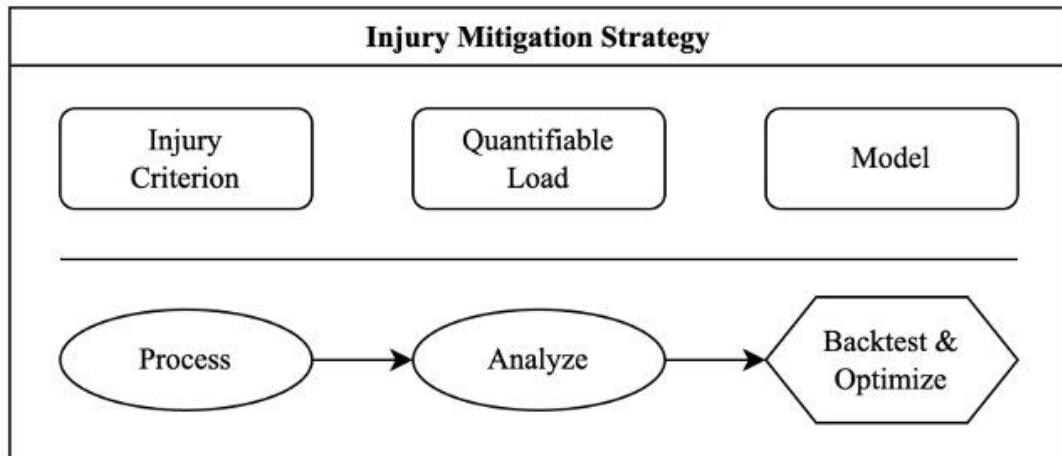 Injury Mitigation Strategy
Injury
Criterion
Quantifiable
Load
Model
Process
Analyze
Backtest &
Optimize